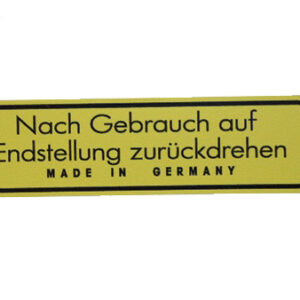 Nach Gebrauch auf
Endstellung zurückdrehen
MADE IN GERMANY